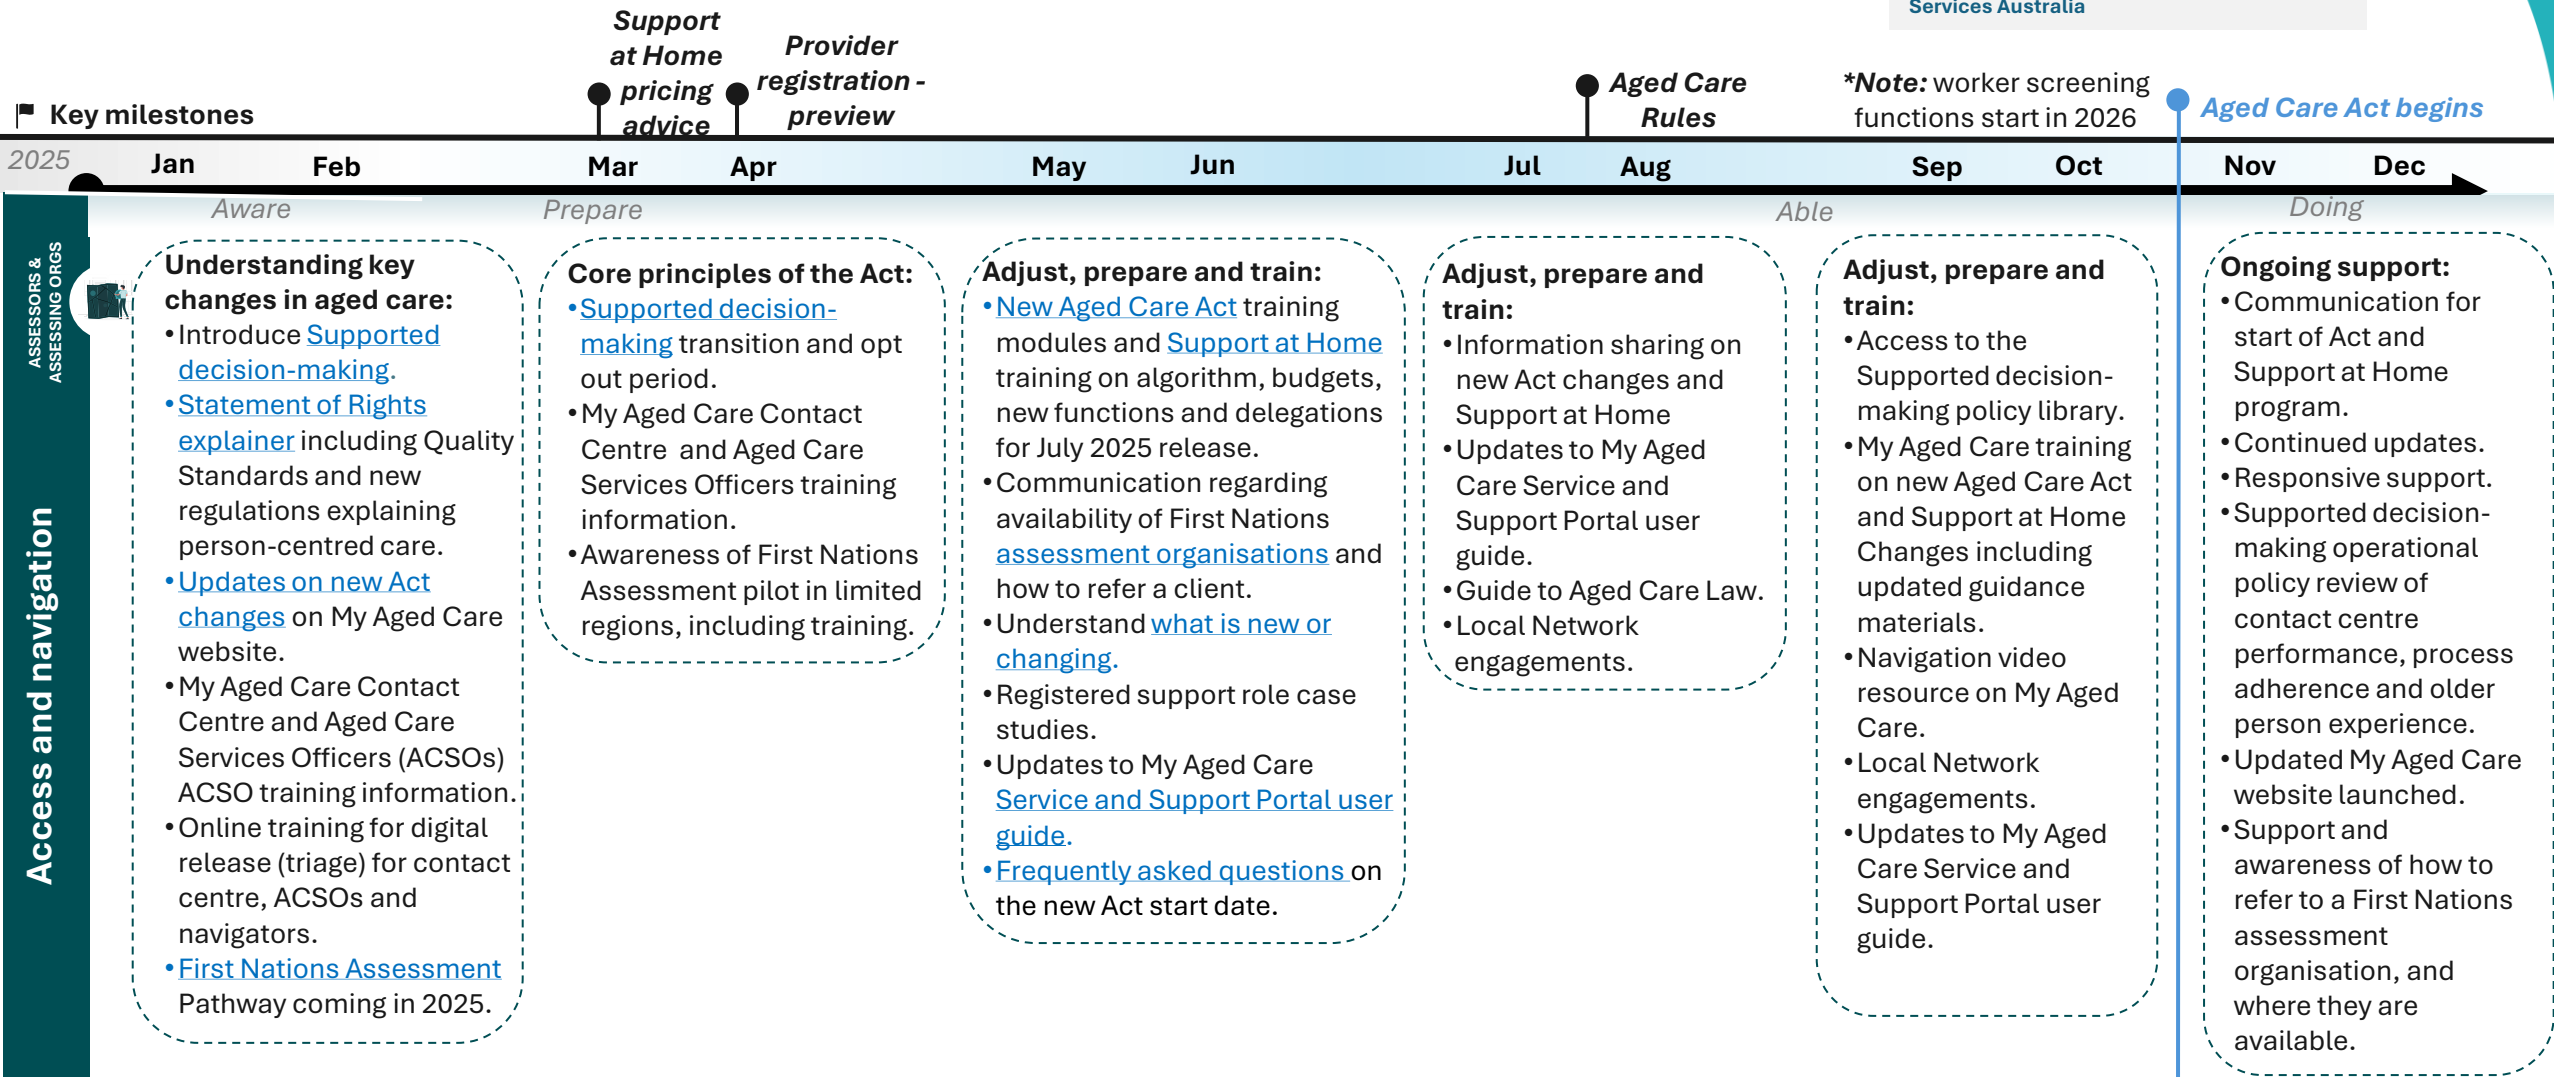 Services Australia
Support
at Home
pricing
advice
Provider
registration -
preview
Aged Care
Rules
*Note: worker screening
functions start in 2026
Aged Care Act begins
Key milestones
2025
Jan
Feb
Mar
Apr
May
Jun
Jul
Aug
Sep
Oct
Nov
Dec
Aware
Prepare
Able
Doing
ASSESSORS &
ASSESSING ORGS
Access and navigation
Understanding key
changes in aged care:
•Introduce Supported
decision-making.
•Statement of Rights
explainer including Quality
Standards and new
regulations explaining
person-centred care.
•Updates on new Act
changes on My Aged Care
website.
•My Aged Care Contact
Centre and Aged Care
Services Officers (ACSOs)
ACSO training information.
•Online training for digital
release (triage) for contact
centre, ACSOs and
navigators.
•First Nations Assessment
Pathway coming in 2025.
Core principles of the Act:
•Supported decision-
making transition and opt
out period.
•My Aged Care Contact
Centre and Aged Care
Services Officers training
information.
•Awareness of First Nations
Assessment pilot in limited
regions, including training.
Adjust, prepare and train:
•New Aged Care Act training
modules and Support at Home
training on algorithm, budgets,
new functions and delegations
for July 2025 release.
•Communication regarding
availability of First Nations
assessment organisations and
how to refer a client.
•Understand what is new or
changing.
•Registered support role case
studies.
•Updates to My Aged Care
Service and Support Portal user
guide.
•Frequently asked questions on
the new Act start date.
Adjust, prepare and
train:
•Information sharing on
new Act changes and
Support at Home
•Updates to My Aged
Care Service and
Support Portal user
guide.
•Guide to Aged Care Law.
•Local Network
engagements.
Adjust, prepare and
train:
•Access to the
Supported decision-
making policy library.
•My Aged Care training
on new Aged Care Act
and Support at Home
Changes including
updated guidance
materials.
•Navigation video
resource on My Aged
Care.
•Local Network
engagements.
•Updates to My Aged
Care Service and
Support Portal user
guide.
Ongoing support:
•Communication for
start of Act and
Support at Home
program.
•Continued updates.
•Responsive support.
•Supported decision-
making operational
policy review of
contact centre
performance, process
adherence and older
person experience.
•Updated My Aged Care
website launched.
•Support and
awareness of how to
refer to a First Nations
assessment
organisation, and
where they are
available.